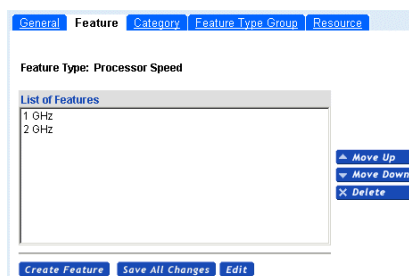 General Feature Category Feature Type Group Resource
Feature Type: Processor Speed
List of Features
1 GHz
2 GHz
Move Up
Move Down
Delete
Create Feature Save All Changes Edit